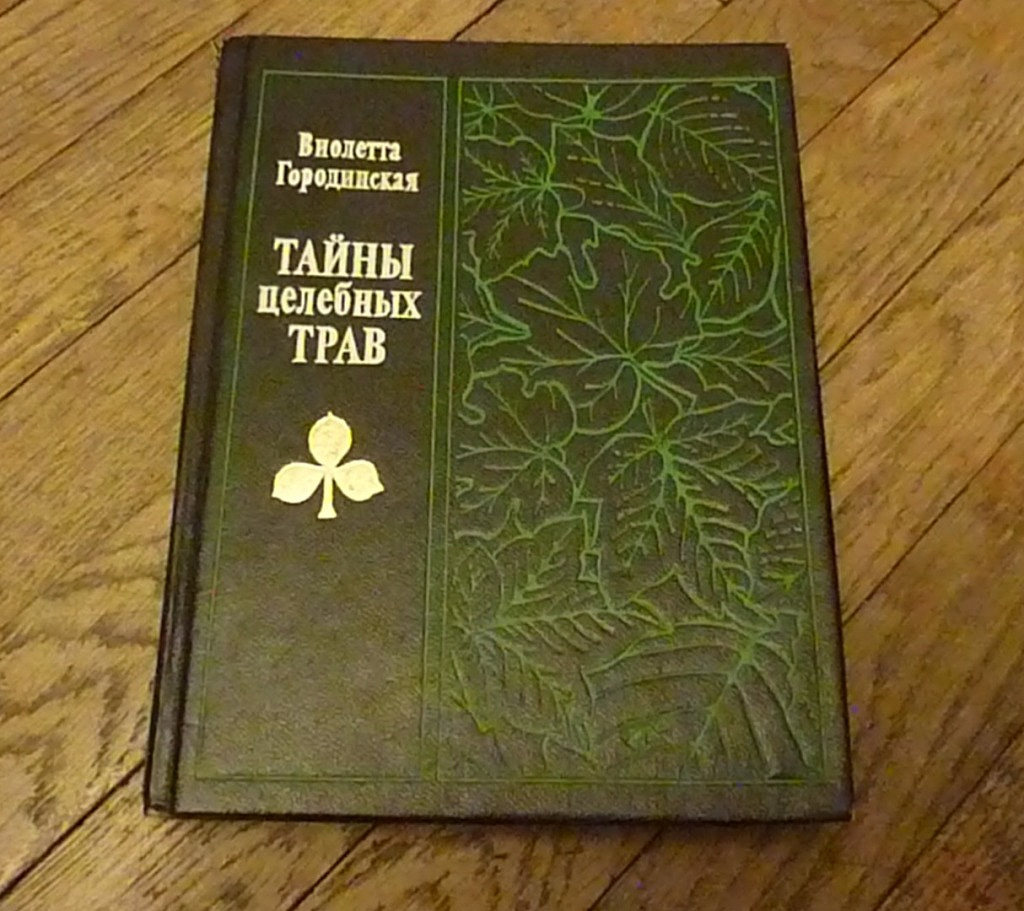 Виолетта
Городинская
ТАЙНЫ
целебных
ТРАВ